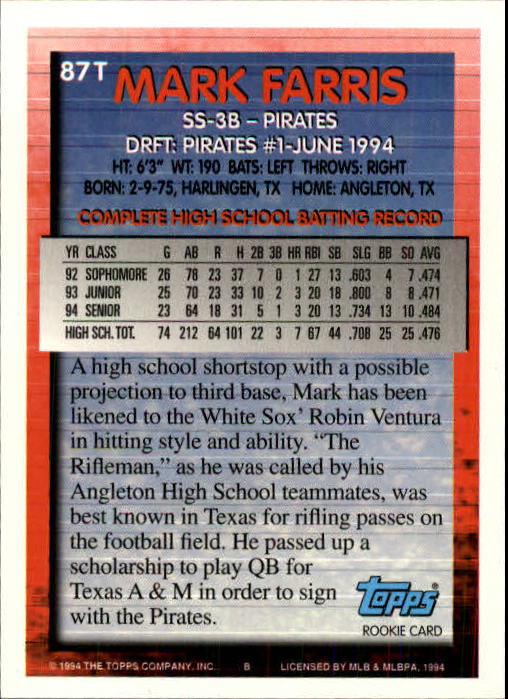 87T
MARK FARRIS
SS-3B – PIRATES
DRFT: PIRATES #1-JUNE 1994
HT: 6'3" WT: 190 BATS: LEFT THROWS: RIGHT
BORN: 2-9-75, HARLINGEN, TX HOME: ANGLETON, TX
COMPLETE HIGH SCHOOL BATTING RECORD
YR CLASS G AB R H 2B 3B HR RBI SB SLG BB SO AVG
92 SOPHOMORE 26 78 23 37 7 0 1 27 13 .603 4 7 .474
93 JUNIOR 25 70 23 33 10 2 3 20 18 .800 8 8 .471
94 SENIOR 23 64 18 31 5 1 3 20 13 .734 13 10 .484
HIGH SCH. TOT. 74 212 64 101 22 3 7 67 44 .708 25 25 .476
A high school shortstop with a possible
projection to third base, Mark has been
likened to the White Sox' Robin Ventura
in hitting style and ability. "The
Rifleman," as he was called by his
Angleton High School teammates, was
best known in Texas for rifling passes on
the football field. He passed up a
scholarship to play QB for
Texas A & M in order to sign
with the Pirates.
Topps®
ROOKIE CARD
© 1994 THE TOPPS COMPANY, INC. B LICENSED BY MLB & MLBPA, 1994